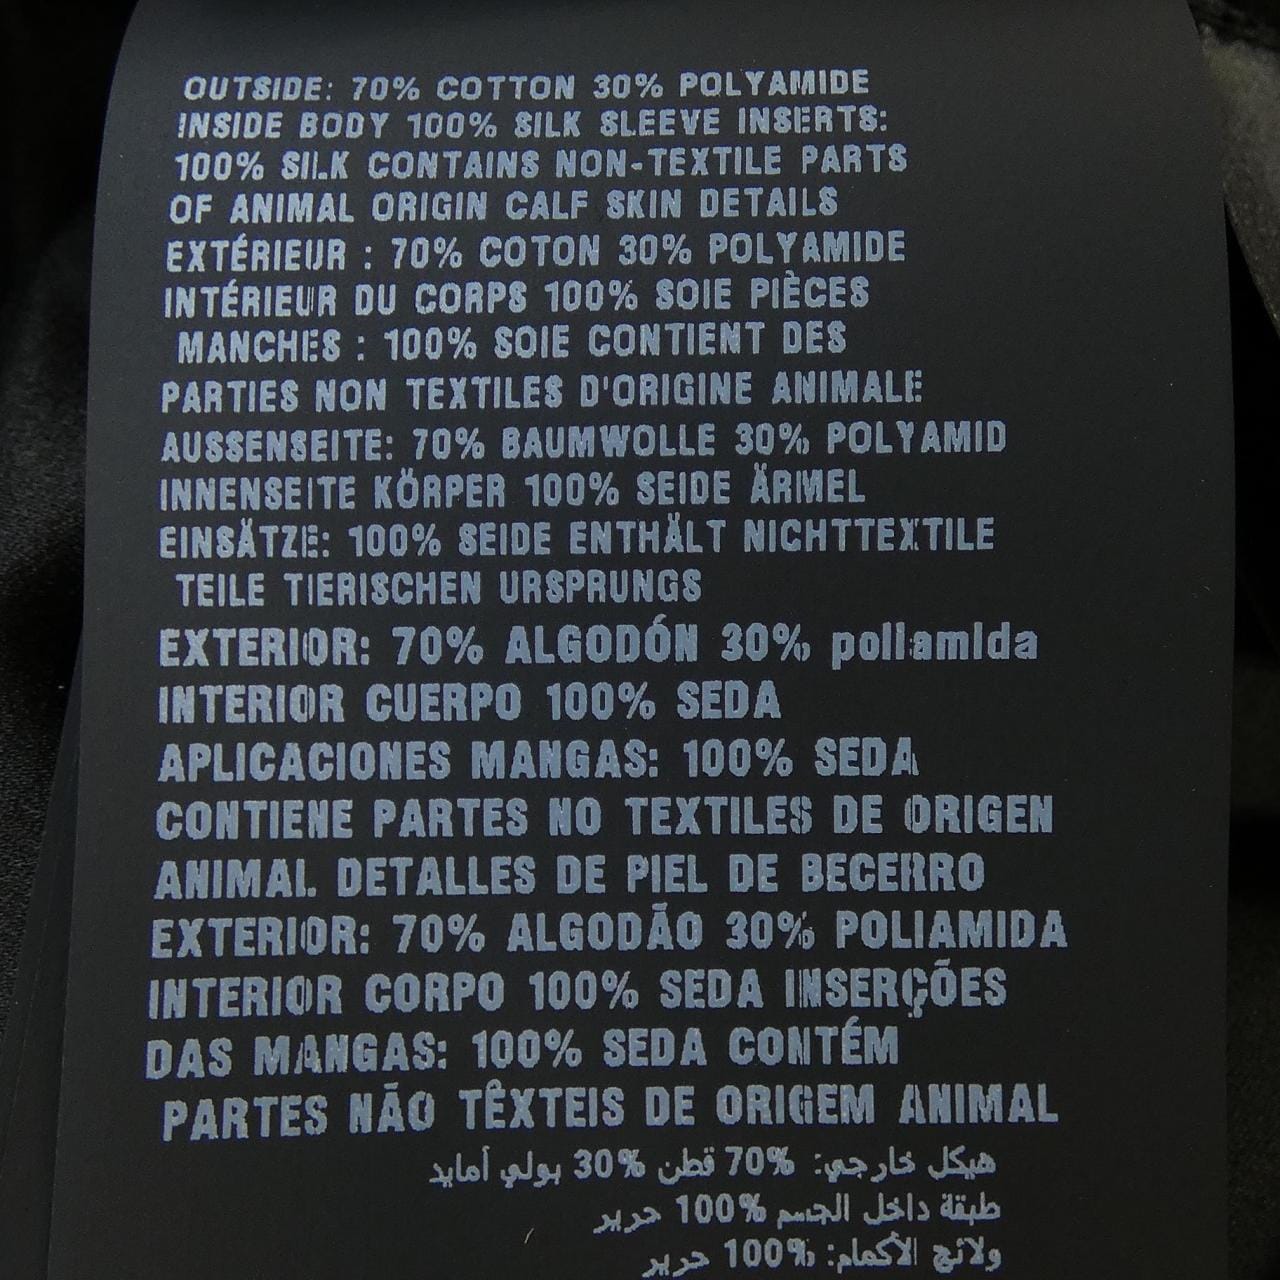 OUTSIDE: 70% COTTON 30% POLYAMIDE
INSIDE BODY 100% SILK SLEEVE INSERTS:
100% SILK CONTAINS NON-TEXTILE PARTS
OF ANIMAL ORIGIN CALF SKIN DETAILS
EXTÉRIEUR : 70% COTON 30% POLYAMIDE
INTÉRIEUR DU CORPS 100% SOIE PIÈCES
MANCHES : 100% SOIE CONTIENT DES
PARTIES NON TEXTILES D'ORIGINE ANIMALE
AUSSENSEITE: 70% BAUMWOLLE 30% POLYAMID
INNENSEITE KÖRPER 100% SEIDE ÄRMEL
EINSÄTZE: 100% SEIDE ENTHÄLT NICHTTEXTILE
TEILE TIERISCHEN URSPRUNGS
EXTERIOR: 70% ALGODÓN 30% poliamida
INTERIOR CUERPO 100% SEDA
APLICACIONES MANGAS: 100% SEDA
CONTIENE PARTES NO TEXTILES DE ORIGEN
ANIMAL DETALLES DE PIEL DE BECERRO
EXTERIOR: 70% ALGODÃO 30% POLIAMIDA
INTERIOR CORPO 100% SEDA INSERÇÕES
DAS MANGAS: 100% SEDA CONTÉM
PARTES NÃO TÊXTEIS DE ORIGEM ANIMAL
هيكل خارجي: 70% قطن 30% بولي أمايد
طبقة داخل الجسم 100% حرير
ولائج الأكمام: 100% حرير